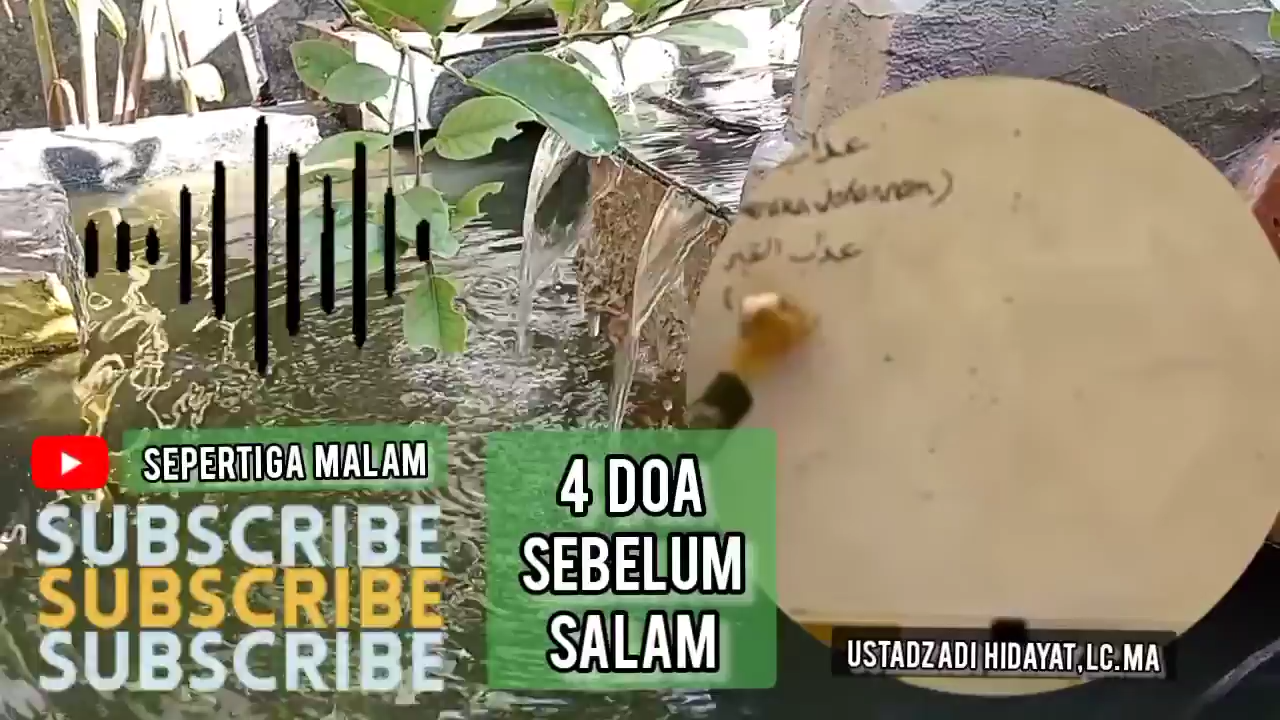 عذاب
عذاب القبر
SEPERTIGA MALAM
SUBSCRIBE
SUBSCRIBE
SUBSCRIBE
4 DOA
SEBELUM
SALAM
USTADZ ADI HIDAYAT,LC.MA